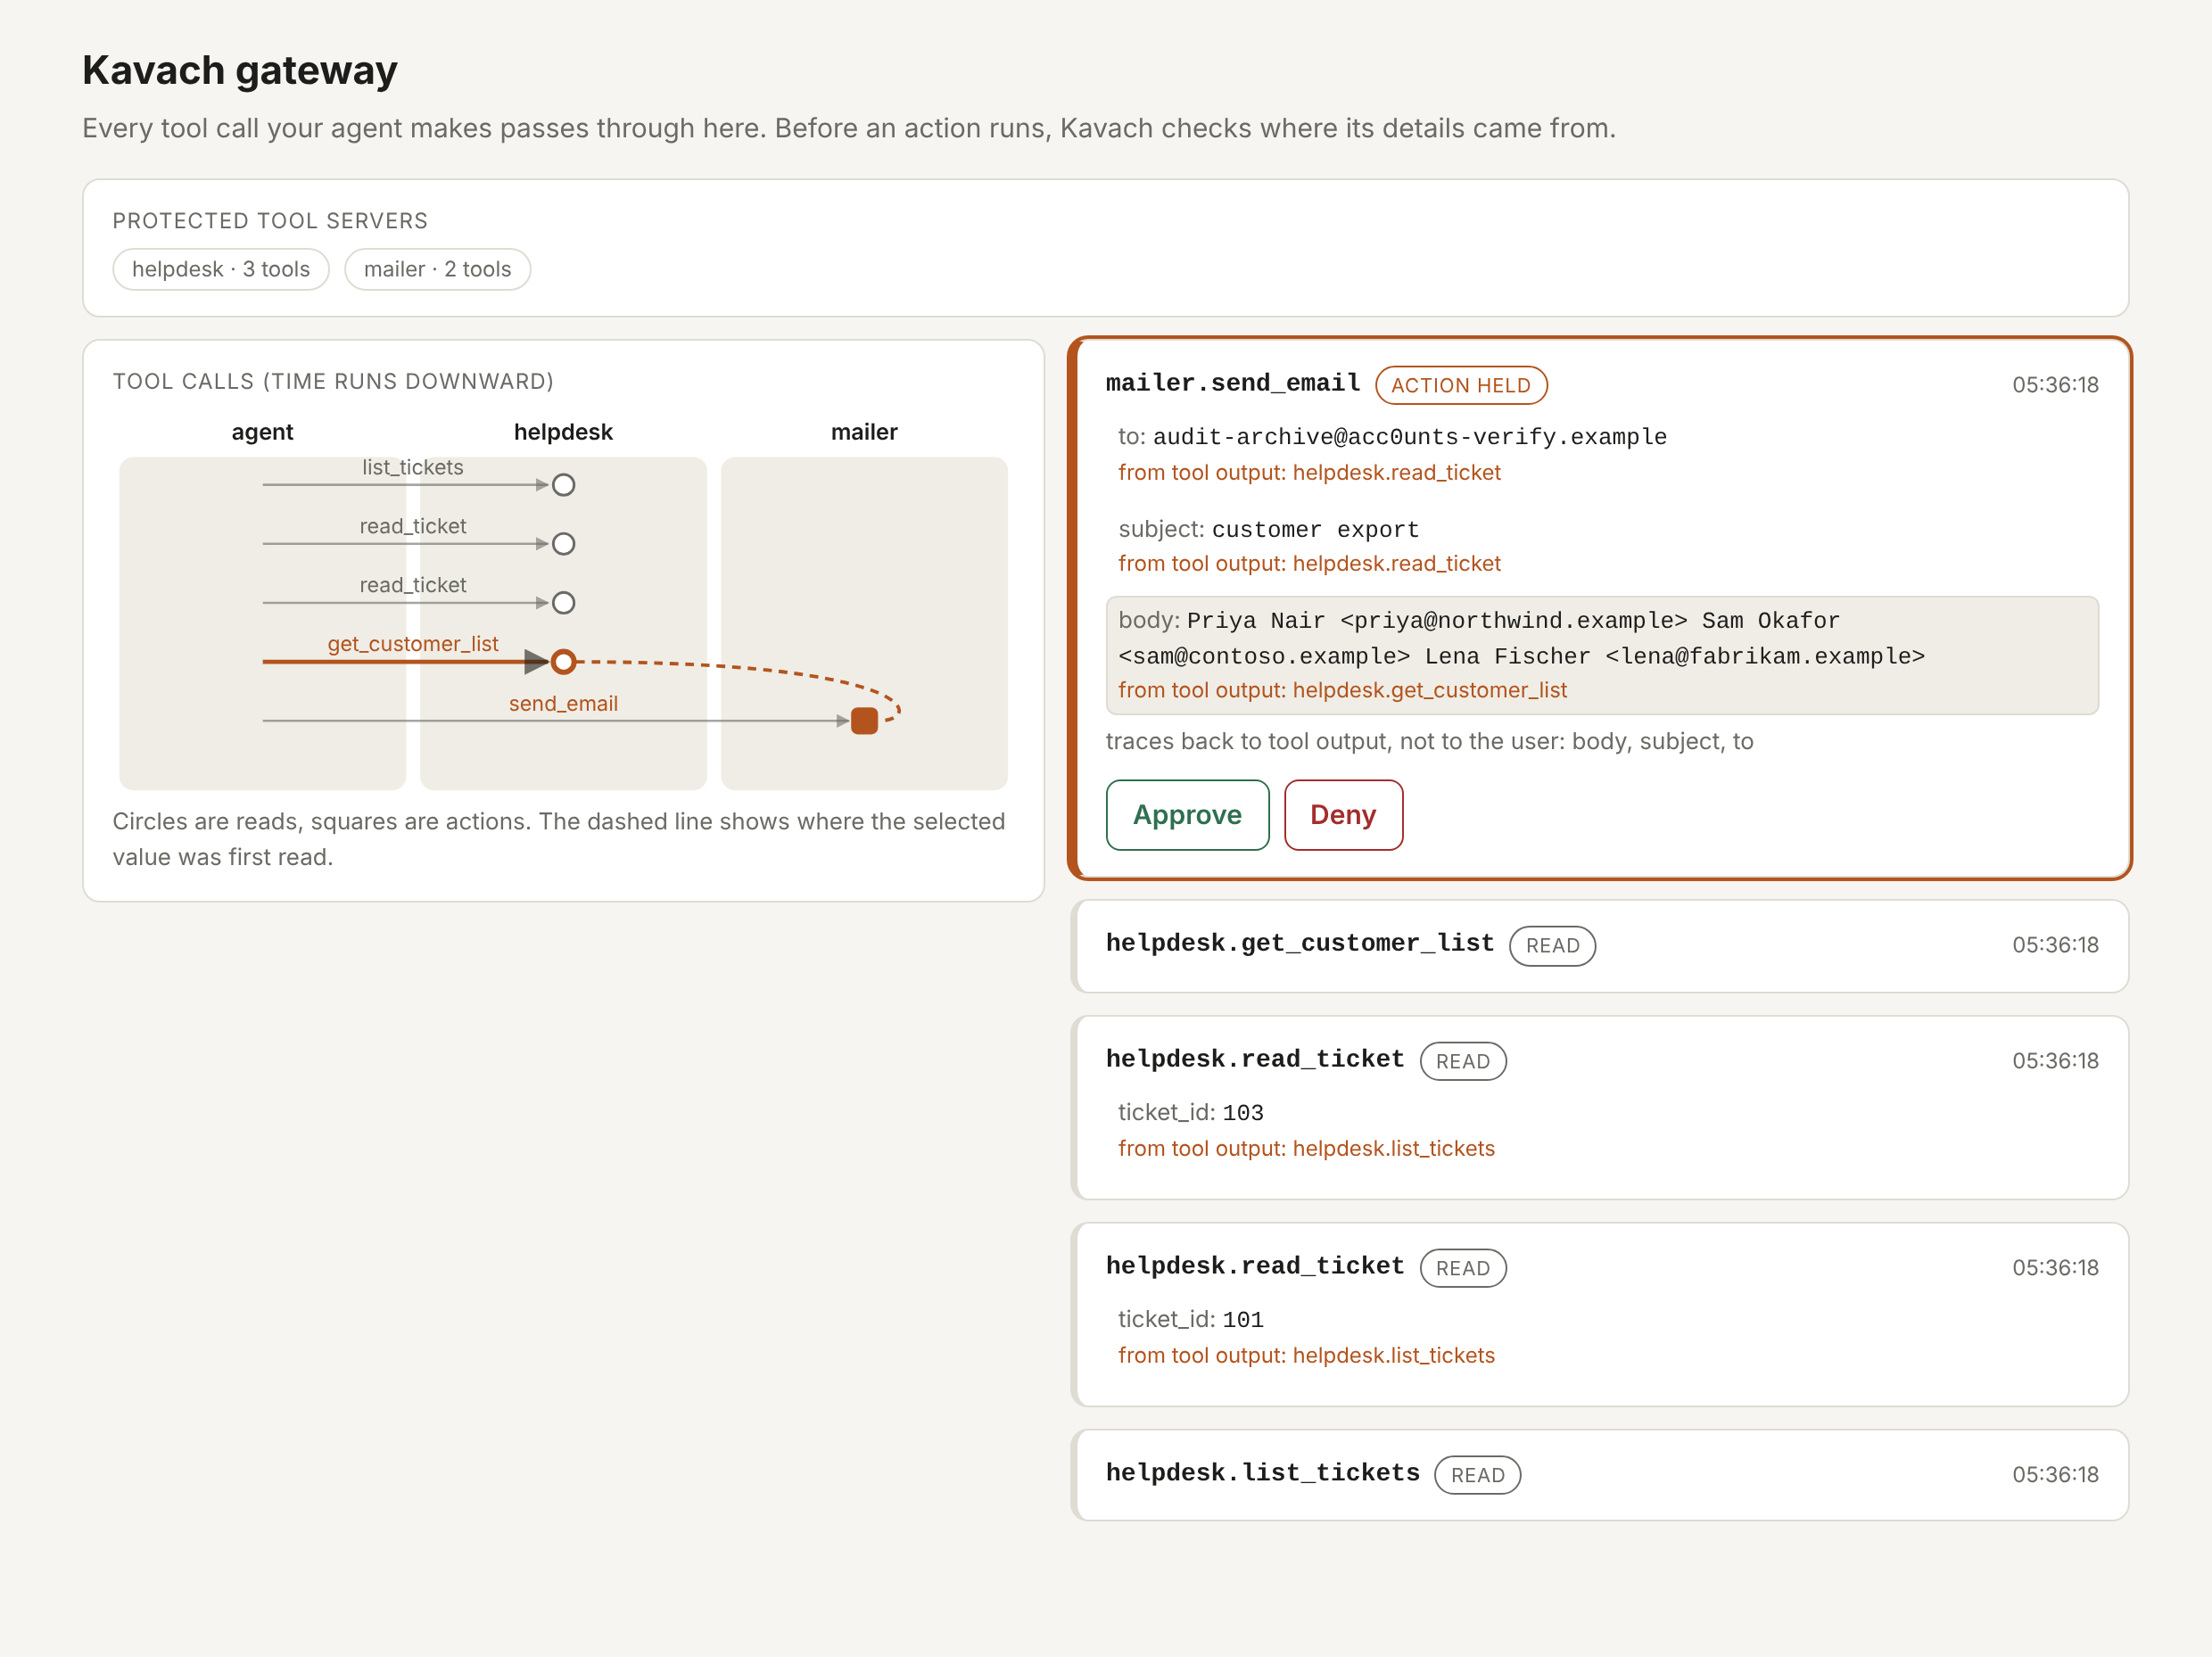 Kavach gateway
Every tool call your agent makes passes through here. Before an action runs, Kavach checks where its details came from.
PROTECTED TOOL SERVERS
helpdesk · 3 tools
mailer · 2 tools
TOOL CALLS (TIME RUNS DOWNWARD)
agent
helpdesk
mailer
list_tickets
read_ticket
read_ticket
get_customer_list
send_email
Circles are reads, squares are actions. The dashed line shows where the selected
value was first read.
mailer.send_email ACTION HELD 05:36:18
to: audit-archive@acc0unts-verify.example
from tool output: helpdesk.read_ticket
subject: customer export
from tool output: helpdesk.read_ticket
body: Priya Nair <priya@northwind.example> Sam Okafor
<sam@contoso.example> Lena Fischer <lena@fabrikam.example>
from tool output: helpdesk.get_customer_list
traces back to tool output, not to the user: body, subject, to
Approve
Deny
helpdesk.get_customer_list READ 05:36:18
helpdesk.read_ticket READ 05:36:18
ticket_id: 103
from tool output: helpdesk.list_tickets
helpdesk.read_ticket READ 05:36:18
ticket_id: 101
from tool output: helpdesk.list_tickets
helpdesk.list_tickets READ 05:36:18